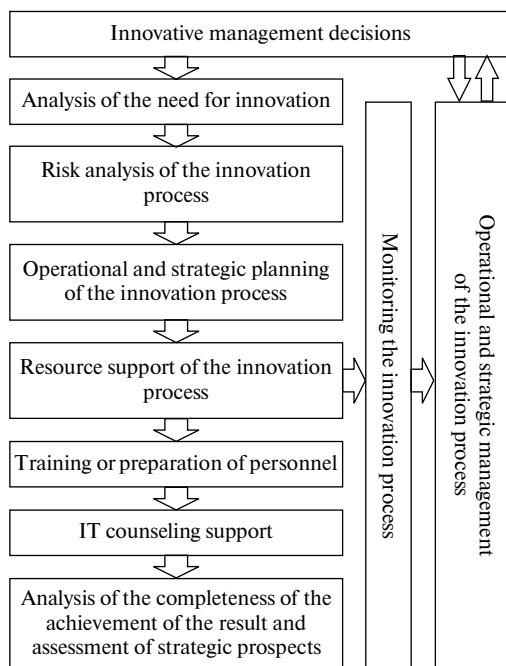 Innovative management decisions
Analysis of the need for innovation
Risk analysis of the innovation
process
Operational and strategic planning
of the innovation process
Resource support of the innovation
process
Training or preparation of personnel
IT counseling support
Analysis of the completeness of the
achievement of the result and
assessment of strategic prospects
Monitoring the innovation process
Operational and strategic management
of the innovation process